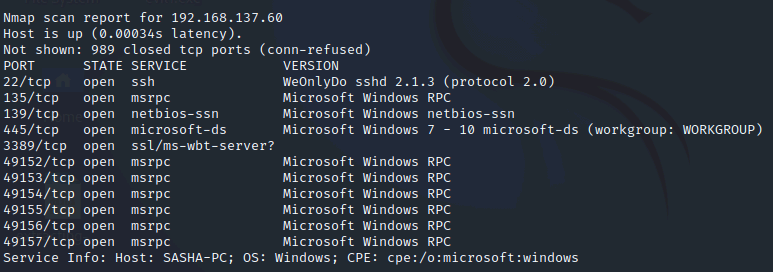 Nmap scan report for 192.168.137.60
Host is up (0.00034s latency).
Not shown: 989 closed tcp ports (conn-refused)
PORT      STATE SERVICE            VERSION
22/tcp    open  ssh                WeOnlyDo sshd 2.1.3 (protocol 2.0)
135/tcp   open  msrpc              Microsoft Windows RPC
139/tcp   open  netbios-ssn        Microsoft Windows netbios-ssn
445/tcp   open  microsoft-ds       Microsoft Windows 7 - 10 microsoft-ds (workgroup: WORKGROUP)
3389/tcp  open  ssl/ms-wbt-server?
49152/tcp open  msrpc              Microsoft Windows RPC
49153/tcp open  msrpc              Microsoft Windows RPC
49154/tcp open  msrpc              Microsoft Windows RPC
49155/tcp open  msrpc              Microsoft Windows RPC
49156/tcp open  msrpc              Microsoft Windows RPC
49157/tcp open  msrpc              Microsoft Windows RPC
Service Info: Host: SASHA-PC; OS: Windows; CPE: cpe:/o:microsoft:windows